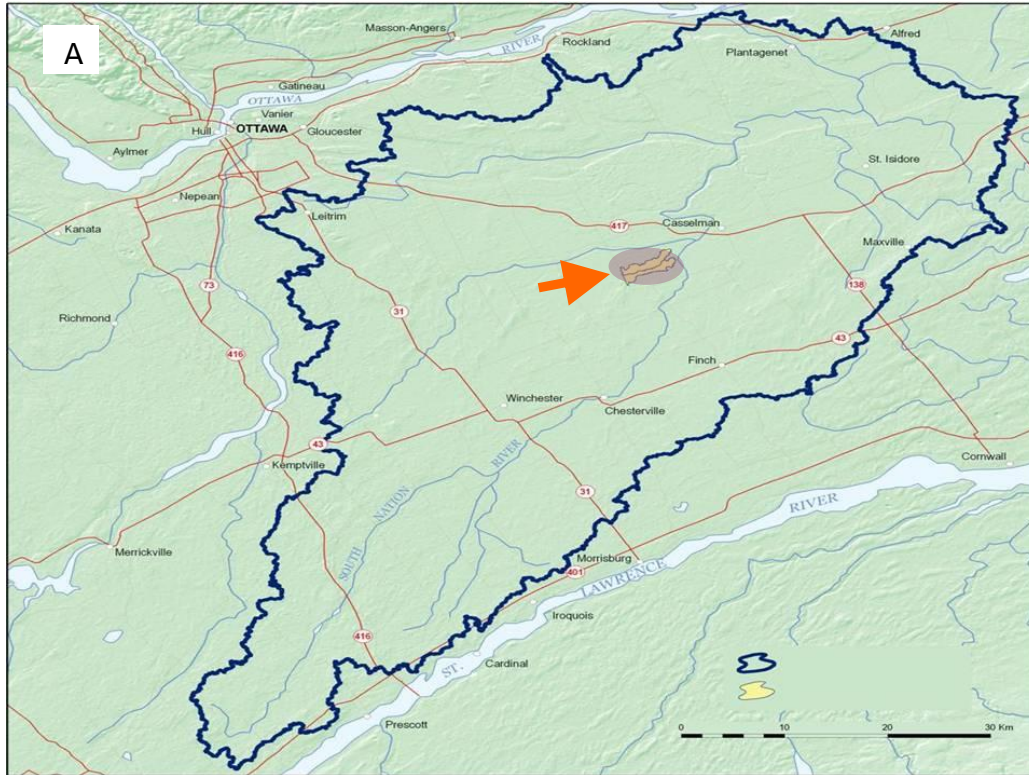 A
Masson-Angers
RIVER
Rockland
Alfred
Plantagenet
Gatineau
OTTAWA
Vanier
Hull
OTTAWA
Gloucester
Aylmer
St. Isidore
Nepean
Leitrim
417
Casselman
Kanata
Maxville
73
138
31
Richmond
416
43
Finch
Winchester
Chesterville
43
Kemptville
Cornwall
RIVER
NATION
31
RIVER
Merrickville
SOUTH
Morrisburg
401
LAWRENCE
Iroquois
416
ST.
Cardinal
Prescott
0 10 20 30 Km